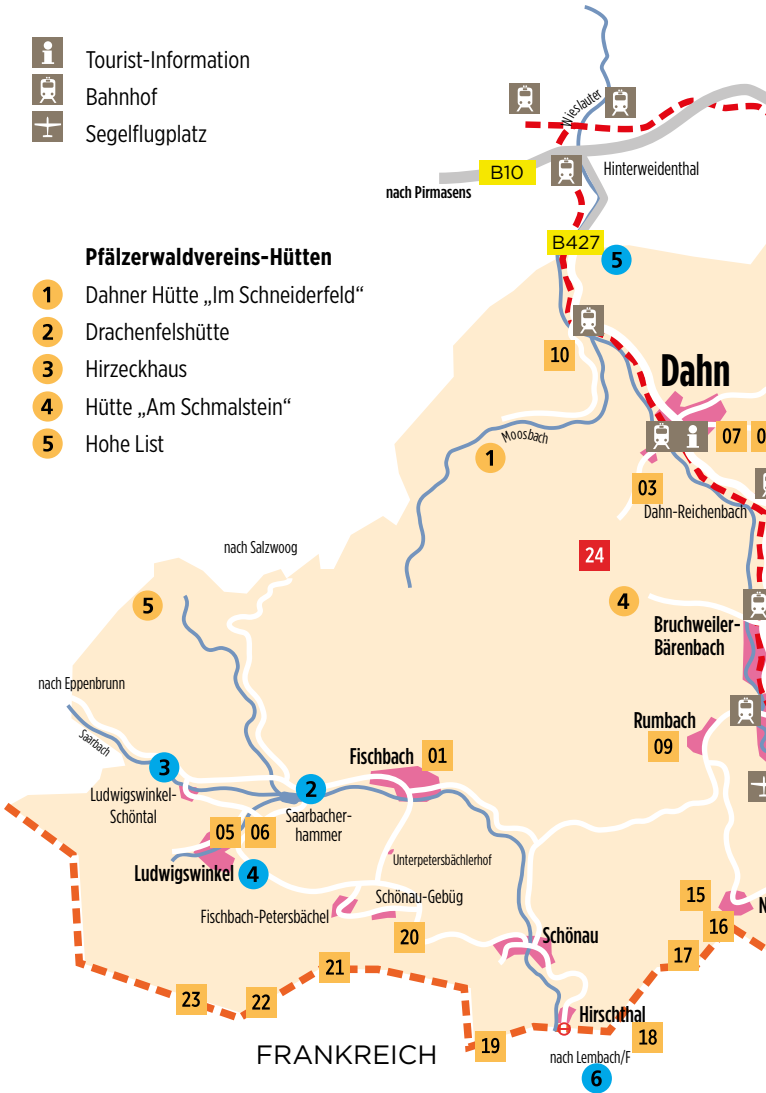 Tourist-Information
Bahnhof
Segelflugplatz
Wieslauter
B10
nach Pirmasens
Hinterweidenthal
B427
5
Pfälzerwaldvereins-Hütten
1 Dahner Hütte „Im Schneiderfeld“
2 Drachenfelshütte
3 Hirzeckhaus
4 Hütte „Am Schmalstein“
5 Hohe List
10
Dahn
07
0
Moosbach
1
03
Dahn-Reichenbach
nach Salzwoog
24
5
4
Bruchweiler-
Bärenbach
nach Eppenbrunn
Saarbach
Rumbach
09
Fischbach
01
3
2
Ludwigswinkel-
Schöntal
Saarbacher-
hammer
05
06
Ludwigswinkel
4
Unterpetersbächlerhof
Schönau-Gebüg
Fischbach-Petersbächel
20
15
N
16
Schönau
17
21
23
22
Hirschthal
18
19
FRANKREICH
nach Lembach/F
6